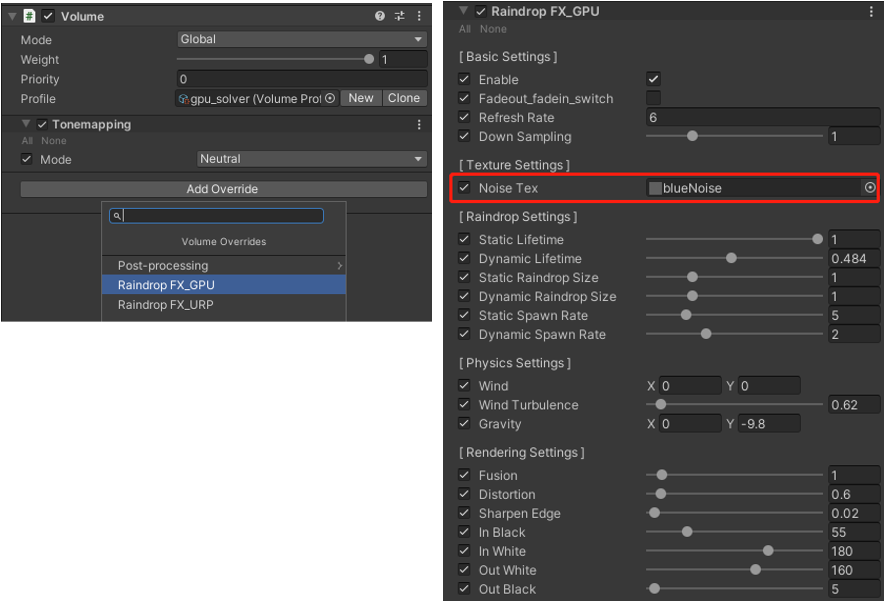 Volume
Mode Global
Weight 1
Priority 0
Profile gpu_solver (Volume Prof New Clone
Tonemapping
All None
Mode Neutral
Add Override
Volume Overrides
Post-processing
Raindrop FX_GPU
Raindrop FX_URP
Raindrop FX_GPU
All None
[ Basic Settings ]
Enable
Fadeout_fadein_switch
Refresh Rate 6
Down Sampling 1
[ Texture Settings ]
Noise Tex blueNoise
[ Raindrop Settings ]
Static Lifetime 1
Dynamic Lifetime 0.484
Static Raindrop Size 1
Dynamic Raindrop Size 1
Static Spawn Rate 5
Dynamic Spawn Rate 2
[ Physics Settings ]
Wind X 0 Y 0
Wind Turbulence 0.62
Gravity X 0 Y -9.8
[ Rendering Settings ]
Fusion 1
Distortion 0.6
Sharpen Edge 0.02
In Black 55
In White 180
Out White 160
Out Black 5